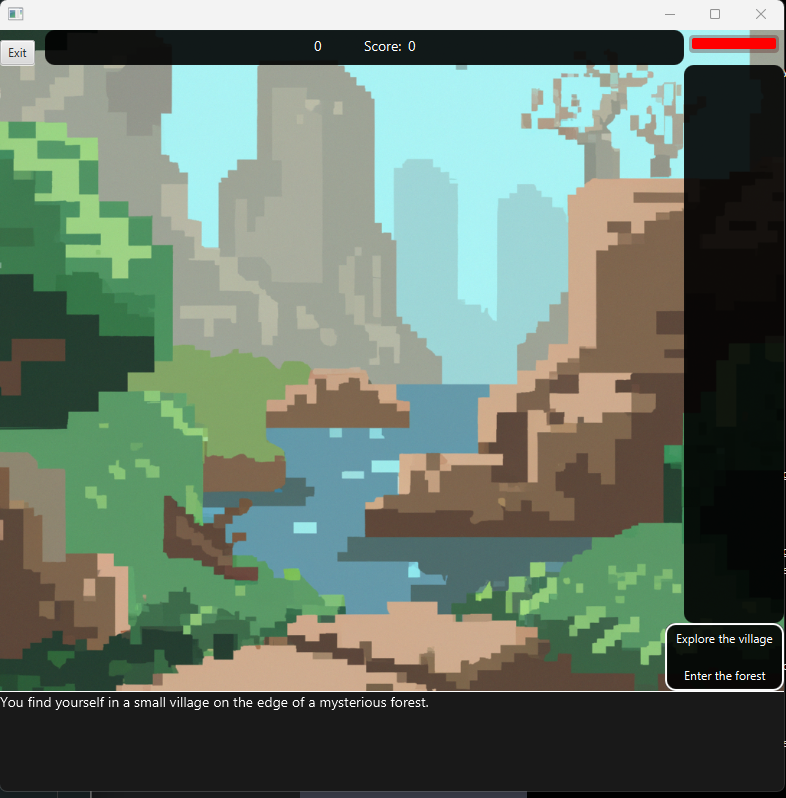 Exit
0 Score: 0
Explore the village
Enter the forest
You find yourself in a small village on the edge of a mysterious forest.